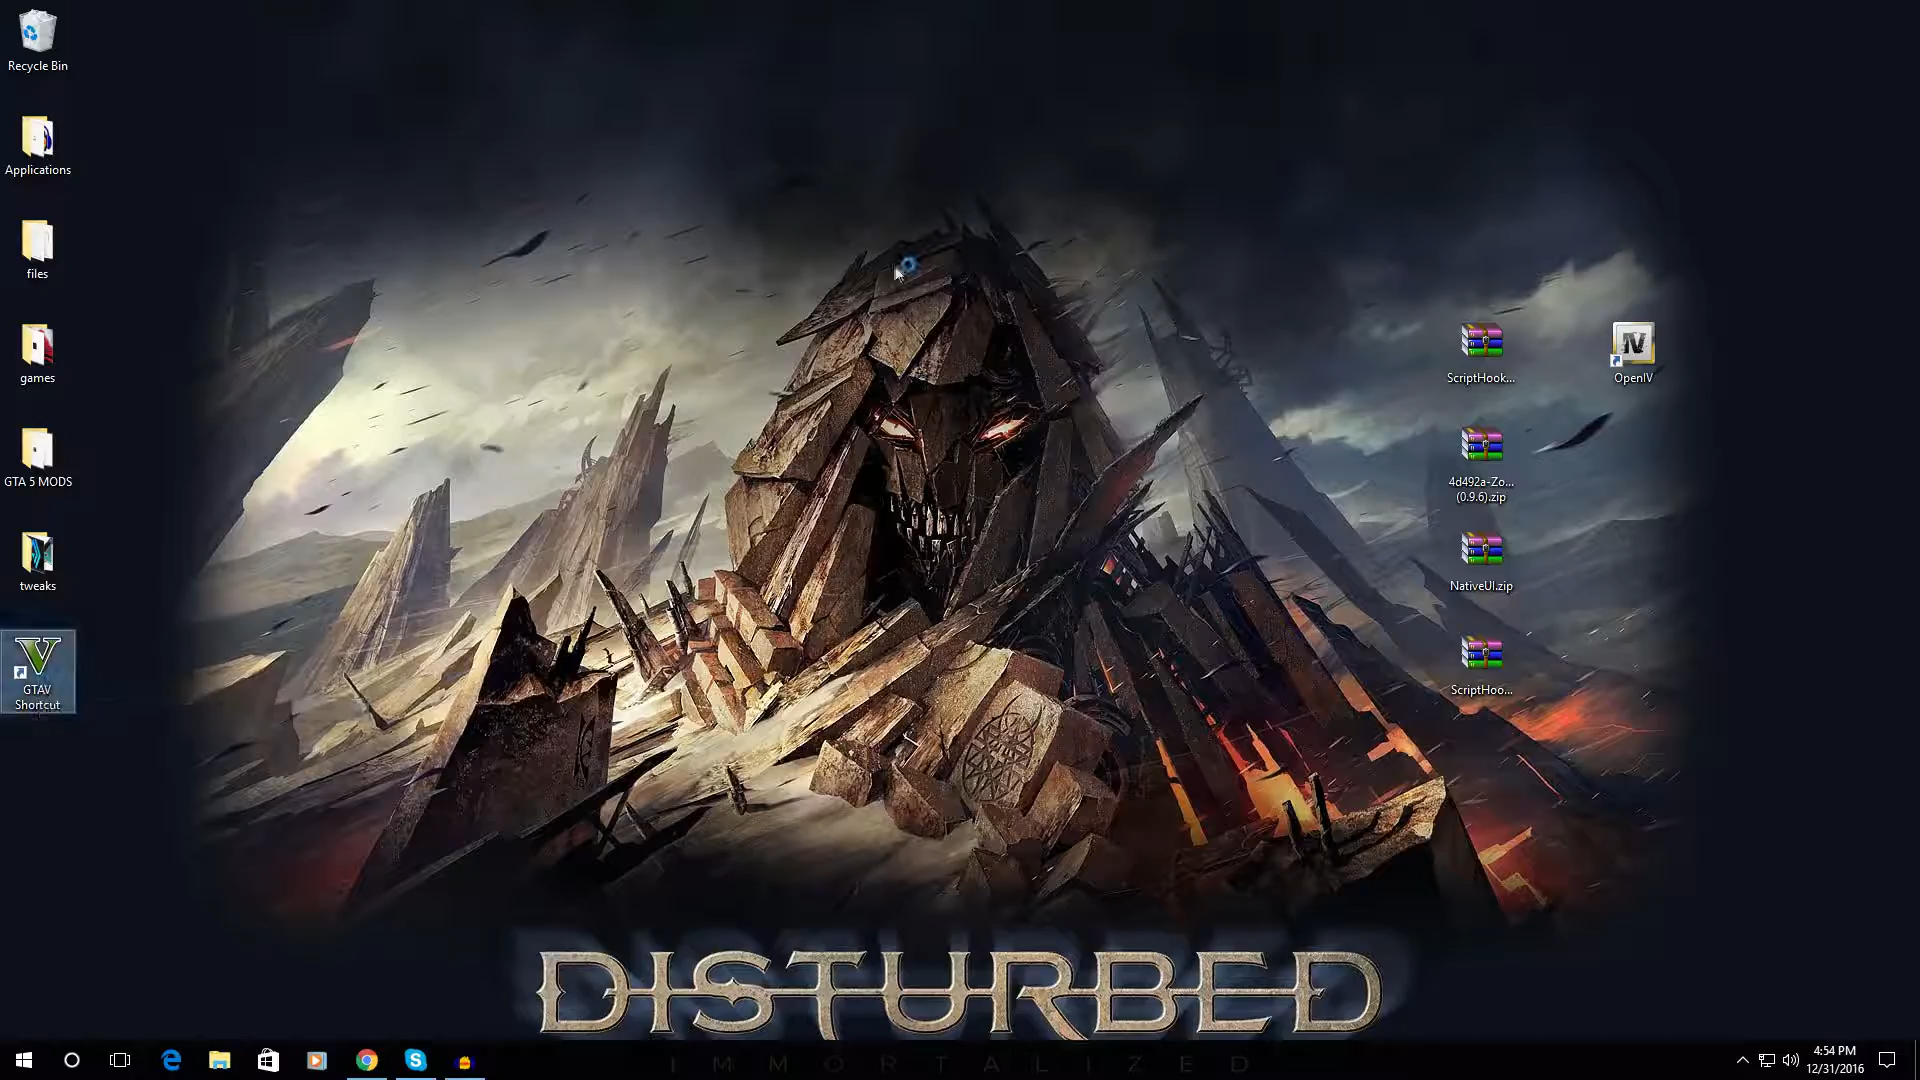 Recycle Bin
Applications
files
games
GTA 5 MODS
tweaks
GTAV
Shortcut
ScriptHook...
OpenIV
4d492a-Zo...
(0.9.6).zip
NativeUI.zip
ScriptHoo...
DISTURBED
IMMORTALIZED
4:54 PM
12/31/2016